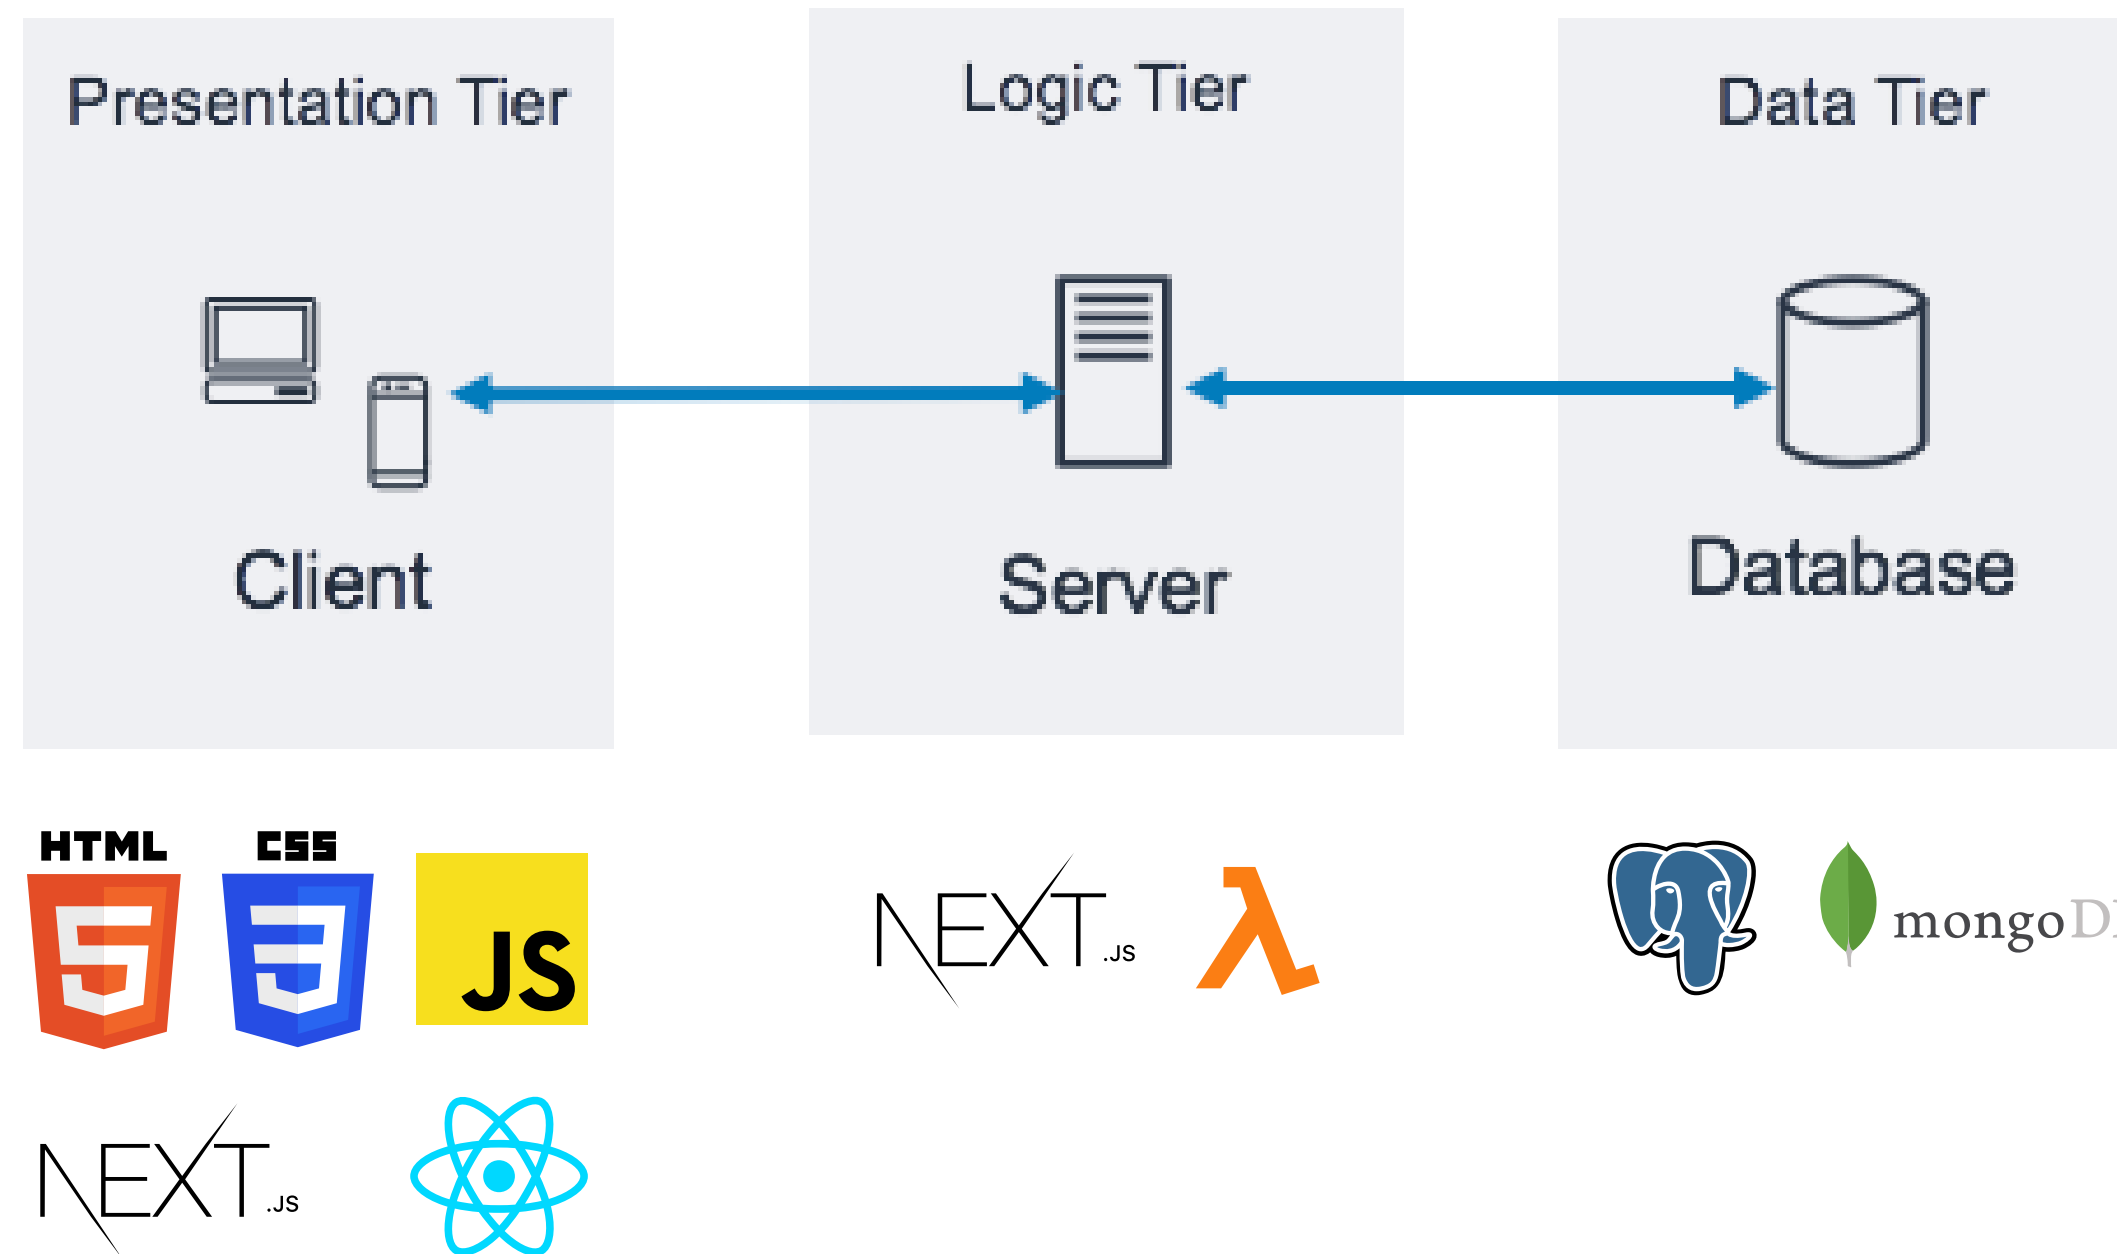 Presentation Tier
Logic Tier
Data Tier
Client
Server
Database
HTML
CSS
JS
NEXT.JS
mongo
NEXT.JS